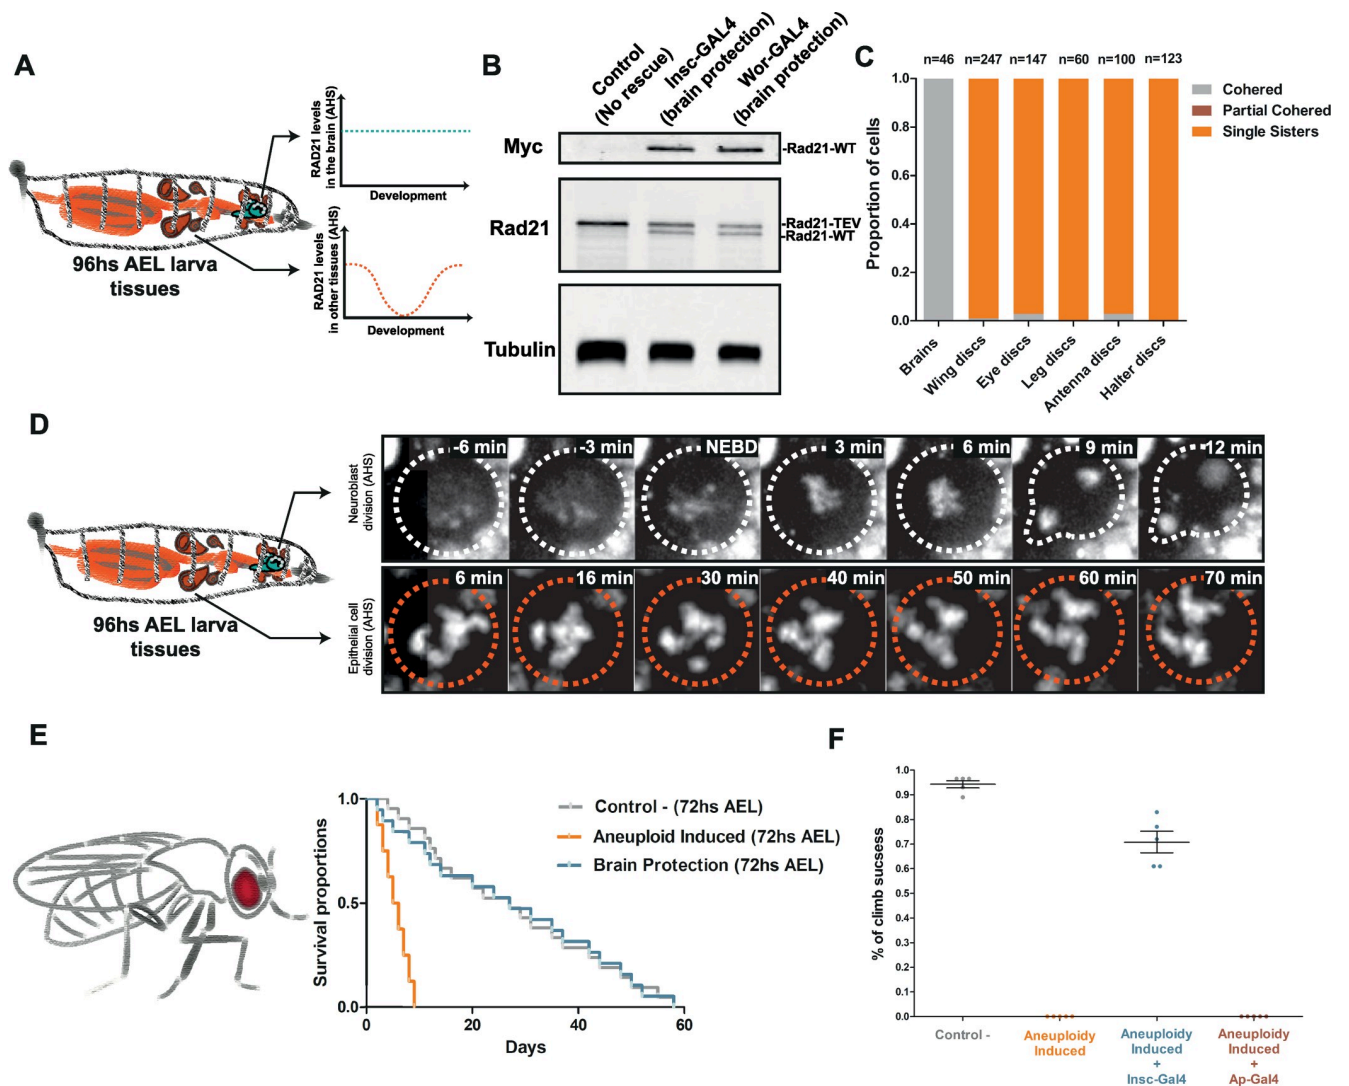 A
RAD21 levels
in the brain (AHS)
Development
RAD21 levels
in other tissues (AHS)
Development
96hs AEL larva
tissues
B
Control
(No rescue)
Insc-GAL4
(brain protection)
Wor-GAL4
(brain protection)
Myc
-Rad21-WT
Rad21
-Rad21-TEV
-Rad21-WT
Tubulin
C
n=46 n=247 n=147 n=60 n=100 n=123
Proportion of cells
1.0
0.8
0.6
0.4
0.2
0.0
Brains
Wing discs
Eye discs
Leg discs
Antenna discs
Halter discs
Cohered
Partial Cohered
Single Sisters
D
96hs AEL larva
tissues
Neuroblast
division (AHS)
-6 min -3 min NEBD 3 min 6 min 9 min 12 min
Epithelial cell
division (AHS)
6 min 16 min 30 min 40 min 50 min 60 min 70 min
E
Survival proportions
1.0
0.5
0.0
0 20 40 60
Days
Control - (72hs AEL)
Aneuploid Induced (72hs AEL)
Brain Protection (72hs AEL)
F
% of climb sucsess
1.0
0.9
0.8
0.7
0.6
0.5
0.4
0.3
0.2
0.1
0.0
Control -
Aneuploidy
Induced
Aneuploidy
Induced
+
Insc-Gal4
Aneuploidy
Induced
+
Ap-Gal4